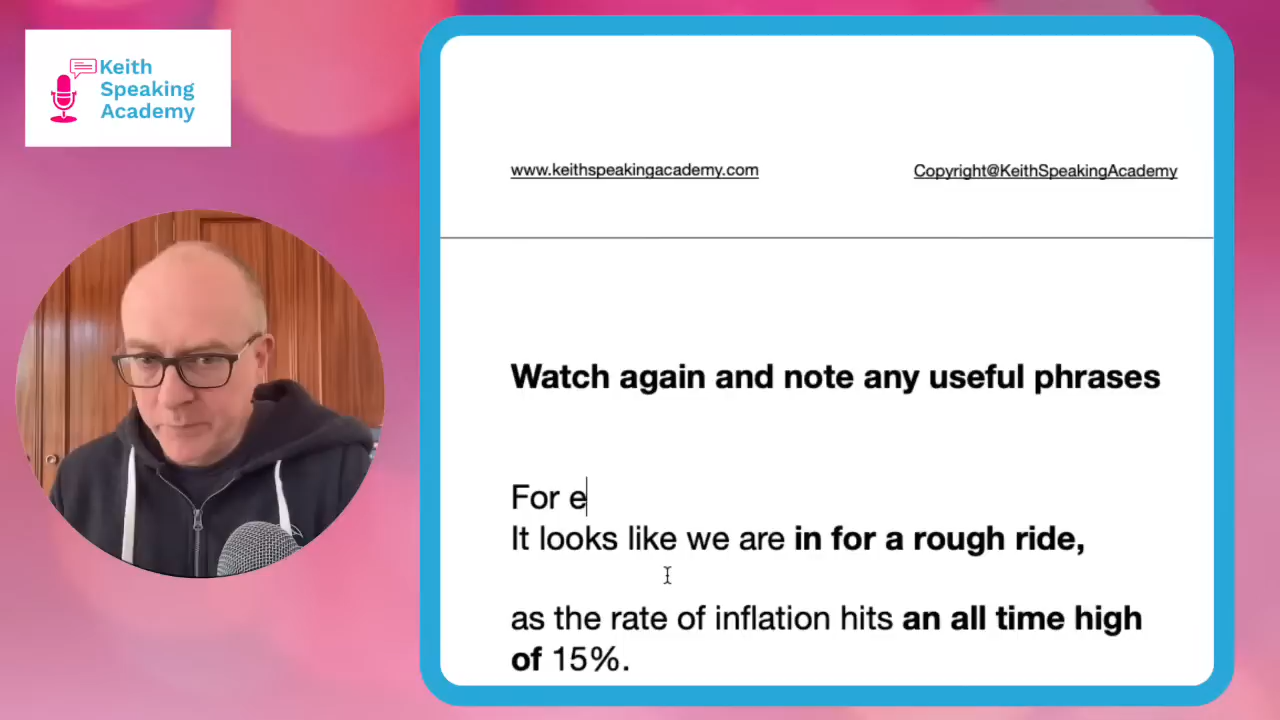 Keith
Speaking
Academy
www.keithspeakingacademy.com
Copyright@KeithSpeakingAcademy
Watch again and note any useful phrases
For e
It looks like we are in for a rough ride,
as the rate of inflation hits an all time high
of 15%.